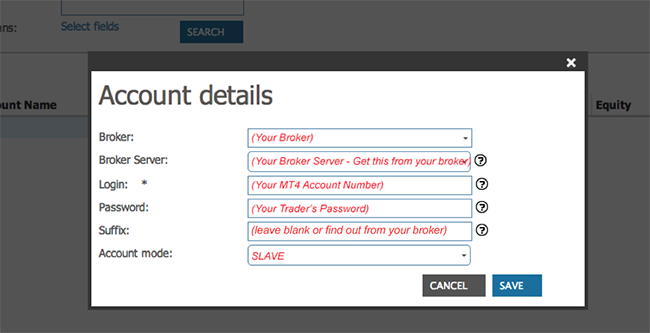 ns:
Select fields
SEARCH
ount Name
Equity
Account details
Broker:
(Your Broker)
Broker Server:
(Your Broker Server - Get this from your broker)
Login: *
(Your MT4 Account Number)
Password:
(Your Trader's Password)
Suffix:
(leave blank or find out from your broker)
Account mode:
SLAVE
CANCEL
SAVE